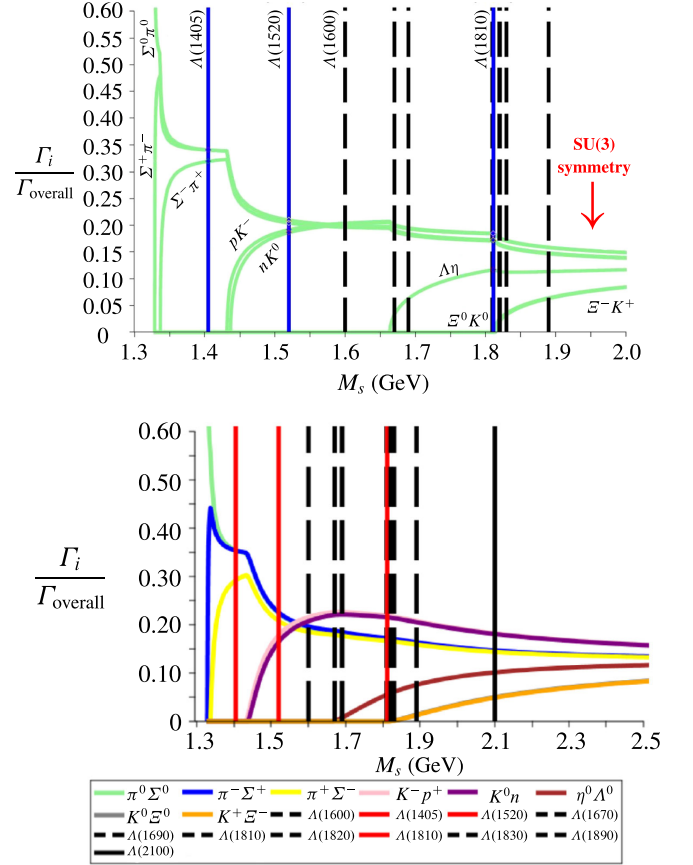 0.60
0.55
0.50
0.45
0.40
0.35
0.30
0.25
0.20
0.15
0.10
0.05
0
Γi
Γoverall
Σ⁰π⁰
Σ⁺π⁻
Σ⁻π⁺
Λ(1405)
Λ(1520)
Λ(1600)
Λ(1810)
pK⁻
nK⁰
Λη
Ξ⁰K⁰
Ξ⁻K⁺
SU(3)
symmetry
1.3 1.4 1.5 1.6 1.7 1.8 1.9 2.0
Ms (GeV)
0.60
0.50
0.40
0.30
0.20
0.10
0
Γi
Γoverall
1.3 1.5 1.7 1.9 2.1 2.3 2.5
Ms (GeV)
π⁰Σ⁰ π⁻Σ⁺ π⁺Σ⁻ K⁻p⁺ K⁰n η⁰Λ⁰
K⁰Ξ⁰ K⁺Ξ⁻ Λ(1600) Λ(1405) Λ(1520) Λ(1670)
Λ(1690) Λ(1810) Λ(1820) Λ(1810) Λ(1830) Λ(1890)
Λ(2100)